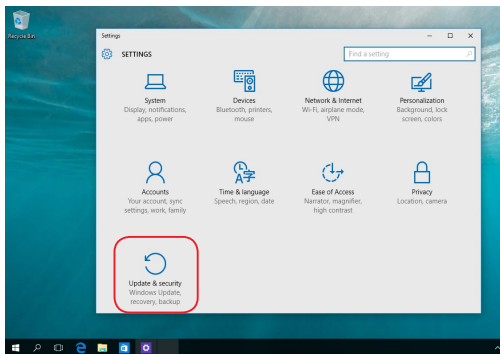 Recycle Bin
Settings
SETTINGS
Find a setting
System
Display, notifications,
apps, power
Devices
Bluetooth, printers,
mouse
Network & Internet
Wi-Fi, airplane mode,
VPN
Personalization
Background, lock
screen, colors
Accounts
Your account, sync
settings, work, family
Time & language
Speech, region, date
Ease of Access
Narrator, magnifier,
high contrast
Privacy
Location, camera
Update & security
Windows Update,
recovery, backup